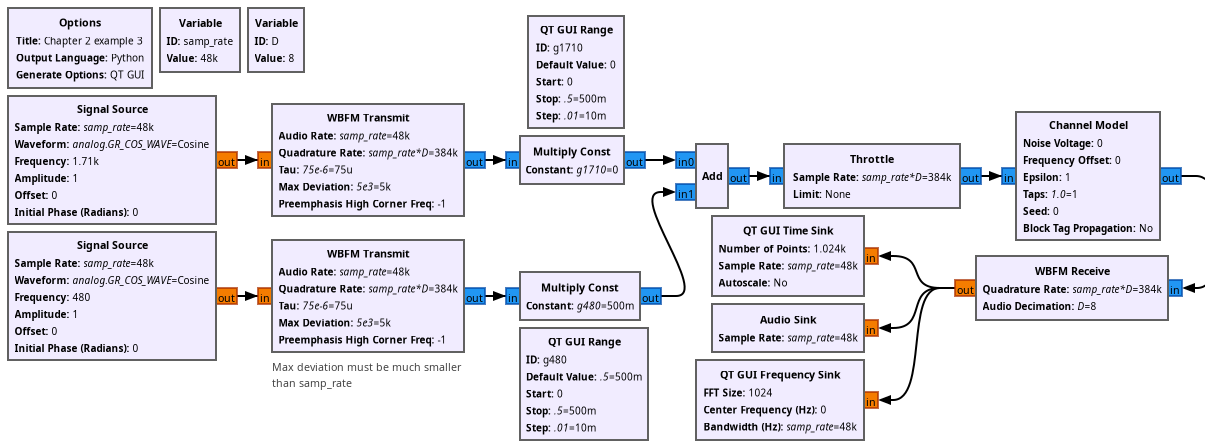 Options
Title: Chapter 2 example 3
Output Language: Python
Generate Options: QT GUI
Variable
ID: samp_rate
Value: 48k
Variable
ID: D
Value: 8
QT GUI Range
ID: g1710
Default Value: 0
Start: 0
Stop: .5=500m
Step: .01=10m
Signal Source
Sample Rate: samp_rate=48k
Waveform: analog.GR_COS_WAVE=Cosine
Frequency: 1.71k
Amplitude: 1
Offset: 0
Initial Phase (Radians): 0
out
in
WBFM Transmit
Audio Rate: samp_rate=48k
Quadrature Rate: samp_rate*D=384k
Tau: 75e-6=75u
Max Deviation: 5e3=5k
Preemphasis High Corner Freq: -1
out
in
Multiply Const
Constant: g1710=0
out
in0
in1
Add
out
in
Throttle
Sample Rate: samp_rate*D=384k
Limit: None
out
in
Channel Model
Noise Voltage: 0
Frequency Offset: 0
Epsilon: 1
Taps: 1.0=1
Seed: 0
Block Tag Propagation: No
out
Signal Source
Sample Rate: samp_rate=48k
Waveform: analog.GR_COS_WAVE=Cosine
Frequency: 480
Amplitude: 1
Offset: 0
Initial Phase (Radians): 0
out
in
WBFM Transmit
Audio Rate: samp_rate=48k
Quadrature Rate: samp_rate*D=384k
Tau: 75e-6=75u
Max Deviation: 5e3=5k
Preemphasis High Corner Freq: -1
out
Max deviation must be much smaller
than samp_rate
in
Multiply Const
Constant: g480=500m
out
QT GUI Range
ID: g480
Default Value: .5=500m
Start: 0
Stop: .5=500m
Step: .01=10m
QT GUI Time Sink
Number of Points: 1.024k
Sample Rate: samp_rate=48k
Autoscale: No
in
Audio Sink
Sample Rate: samp_rate=48k
in
QT GUI Frequency Sink
FFT Size: 1024
Center Frequency (Hz): 0
Bandwidth (Hz): samp_rate=48k
in
out
WBFM Receive
Quadrature Rate: samp_rate*D=384k
Audio Decimation: D=8
in